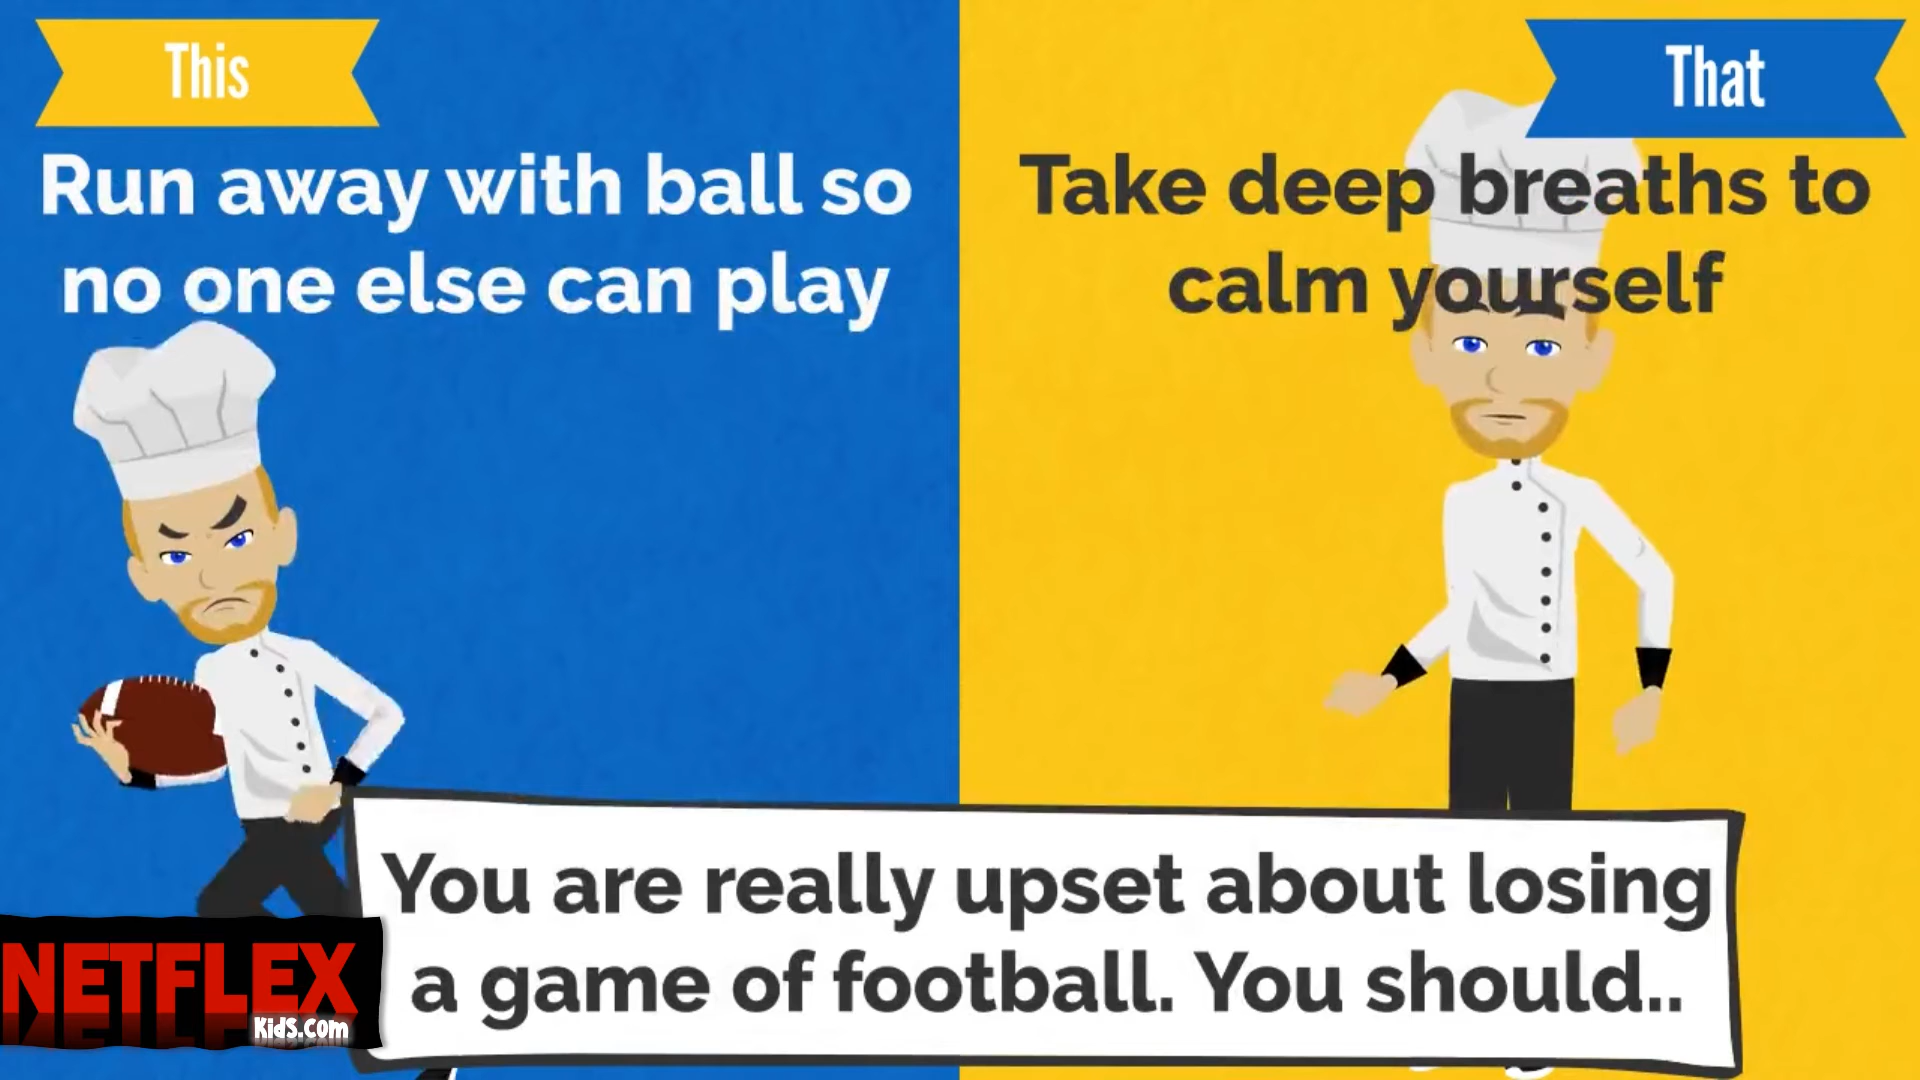 This
That
Run away with ball so
no one else can play
Take deep breaths to
calm yourself
You are really upset about losing
a game of football. You should..
NETFLEX
Kids.com